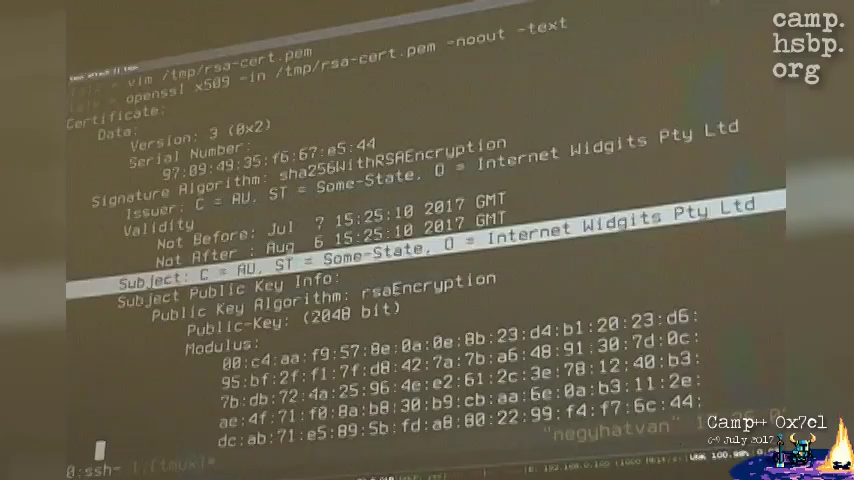 camp.
hsbp.
org
vim /tmp/rsa-cert.pem
openssl x509 -in /tmp/rsa-cert.pem -noout -text
Certificate:
Data:
Version: 3 (0x2)
Serial Number:
97:09:49:35:f6:67:e5:44
Signature Algorithm: sha256WithRSAEncryption
Issuer: C = AU, ST = Some-State, O = Internet Widgits Pty Ltd
Validity
Not Before: Jul  7 15:25:10 2017 GMT
Not After : Aug  6 15:25:10 2017 GMT
Subject: C = AU, ST = Some-State, O = Internet Widgits Pty Ltd
Subject Public Key Info:
Public Key Algorithm: rsaEncryption
Public-Key: (2048 bit)
Modulus:
00:c4:aa:f9:57:8e:0a:0e:8b:23:d4:b1:20:23:d6:
95:bf:2f:f1:7f:d8:42:7a:7b:a6:48:91:30:7d:0c:
7b:db:72:4a:25:96:4e:e2:61:2c:3e:78:12:40:b3:
ae:4f:71:f0:8a:b8:30:b9:cb:aa:6e:0a:b3:11:2e:
dc:ab:71:e5:89:5b:fd:a8:80:22:99:f4:f7:6c:44:
0:ssh- 1:[tmux]*
"negyhatvan"
Camp++ 0x7e1
6-9 July 2017